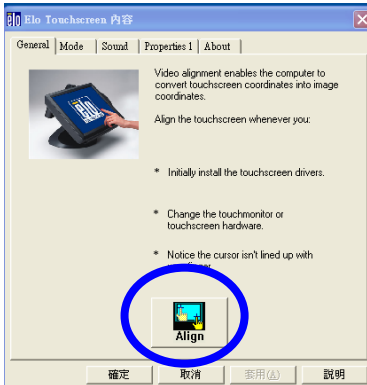 elo Elo Touchscreen 內容
General Mode Sound Properties 1 About
elo
Video alignment enables the computer to
convert touchscreen coordinates into image
coordinates.
Align the touchscreen whenever you:
* Initially install the touchscreen drivers.
* Change the touchmonitor or
touchscreen hardware.
* Notice the cursor isn't lined up with
Align
確定 取消 套用(A) 說明